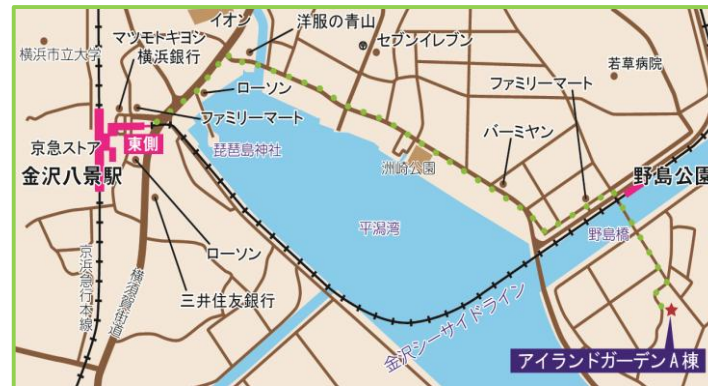 イオン
洋服の青山
マツモトキヨシ
横浜市立大学
横浜銀行
セブンイレブン
若草病院
ローソン
ファミリーマート
ファミリーマート
京急ストア
東側
琵琶島神社
バーミヤン
洲崎公園
金沢八景駅
野島公園
平潟湾
野島橋
ローソン
三井住友銀行
京浜急行本線
横須賀街道
金沢シーサイドライン
アイランドガーデンA棟